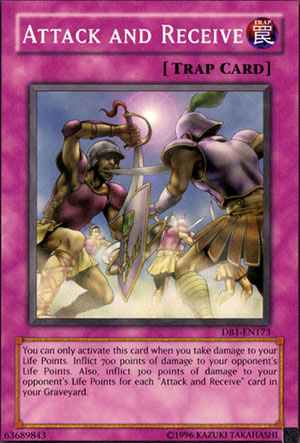 ATTACK AND RECEIVE
TRAP
罠
[TRAP CARD]
DB1-EN173
You can only activate this card when you take damage to your
Life Points. Inflict 700 points of damage to your opponent's
Life Points. Also, inflict 300 points of damage to your
opponent's Life Points for each "Attack and Receive" card in
your Graveyard.
63689843
©1996 KAZUKI TAKAHASHI